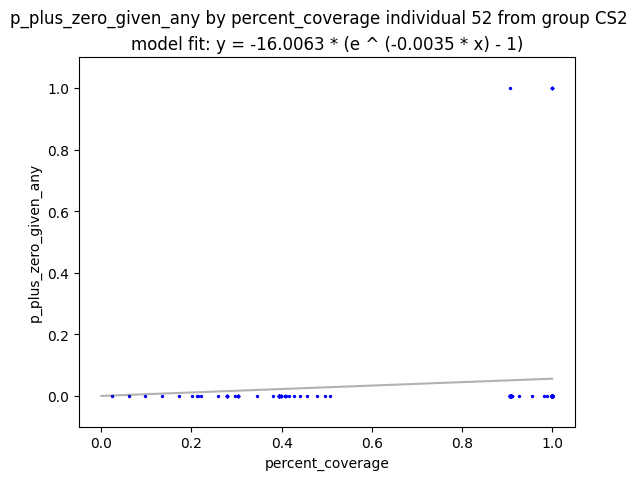 p_plus_zero_given_any by percent_coverage individual 52 from group CS2
model fit: y = -16.0063 * (e ^ (-0.0035 * x) - 1)
1.0
0.8
0.6
0.4
0.2
0.0
p_plus_zero_given_any
0.0 0.2 0.4 0.6 0.8 1.0
percent_coverage